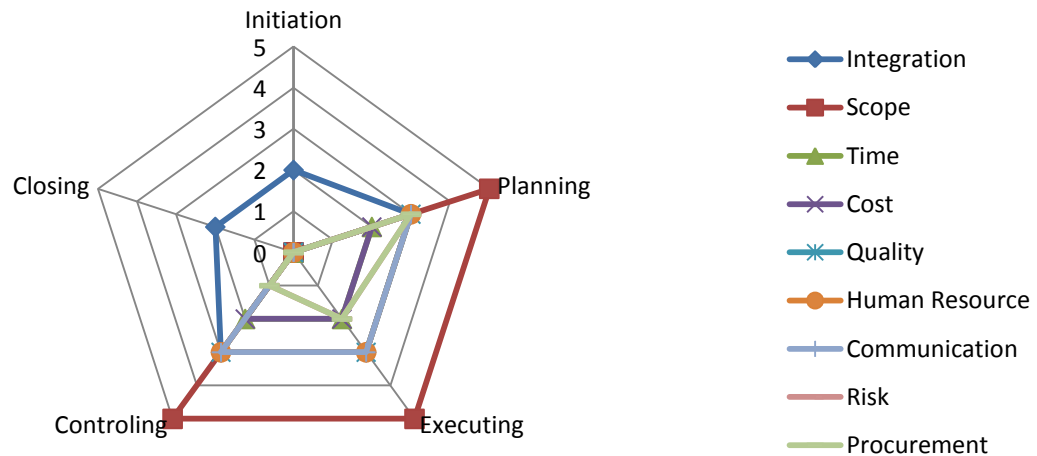 Initiation
5
4
3
2
1
0
Planning
Executing
Controling
Closing
Integration
Scope
Time
Cost
Quality
Human Resource
Communication
Risk
Procurement